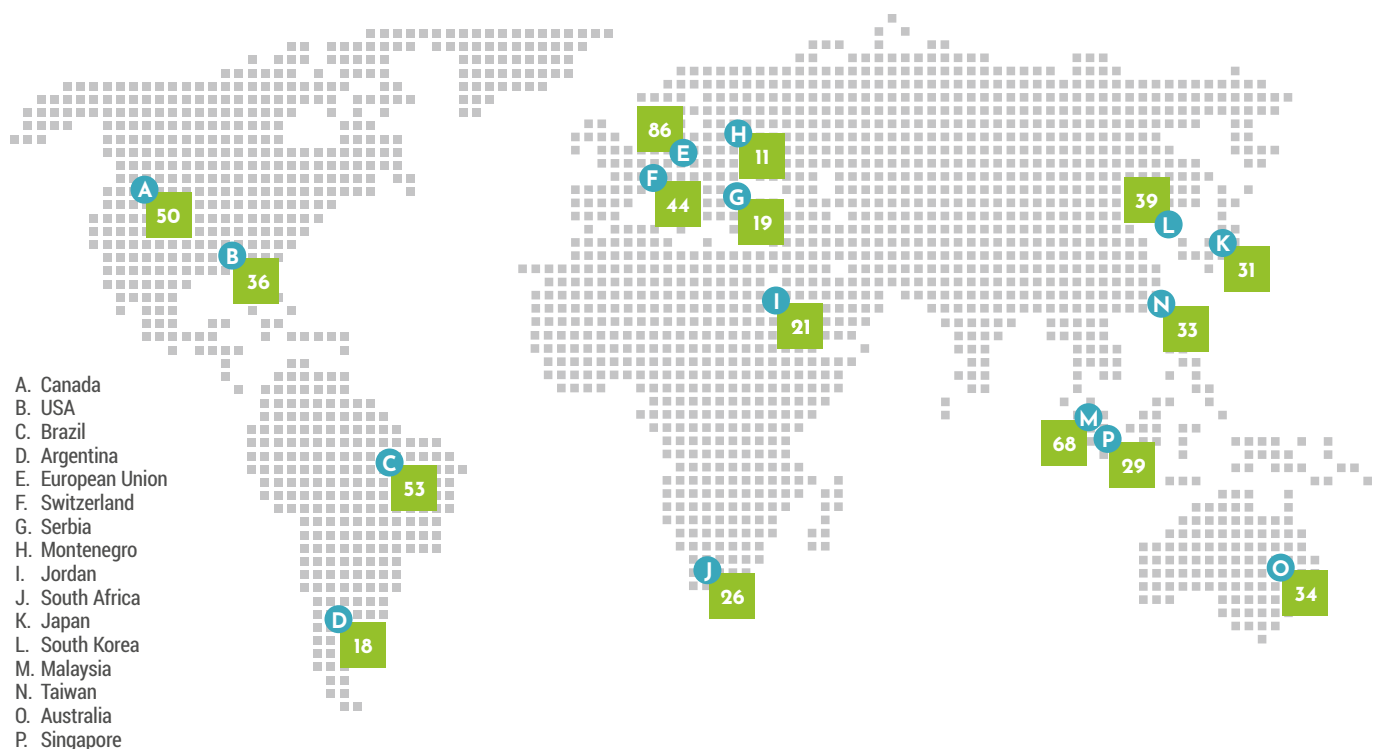 86
H
E
11
F
A
44
G
39
50
19
L
K
B
31
36
I
N
21
33
A. Canada
B. USA
C. Brazil
D. Argentina
E. European Union
F. Switzerland
G. Serbia
H. Montenegro
I. Jordan
J. South Africa
K. Japan
L. South Korea
M. Malaysia
N. Taiwan
O. Australia
P. Singapore
M
68
P
29
C
53
J
26
O
34
D
18